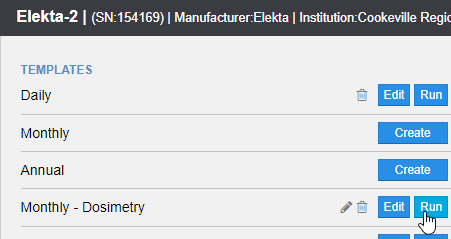 Elekta-2 | (SN:154169) | Manufacturer:Elekta | Institution:Cookeville Regio
TEMPLATES
Daily Edit Run
Monthly Create
Annual Create
Monthly - Dosimetry Edit Run